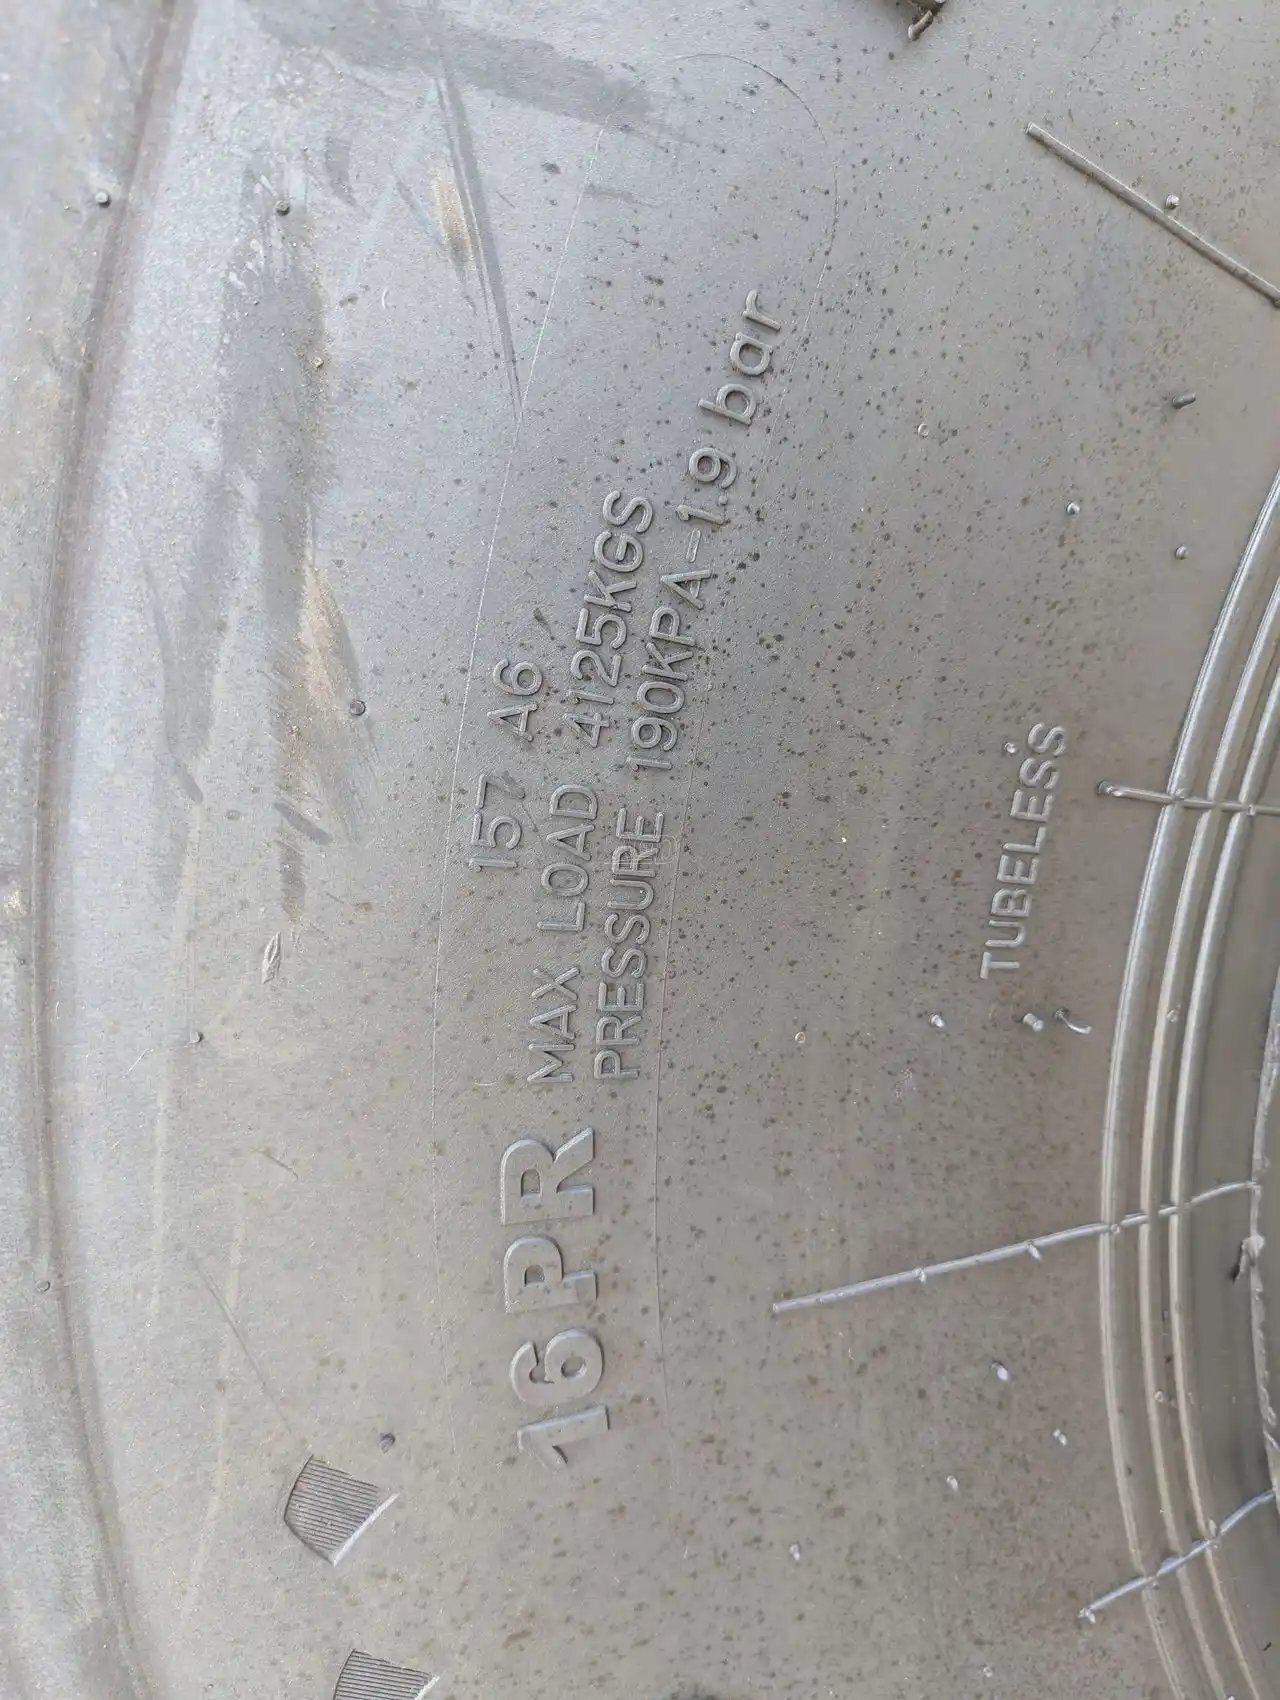 16PR
157 A6
MAX LOAD 4125KGS
PRESSURE 190KPA-1.9 bar
TUBELESS